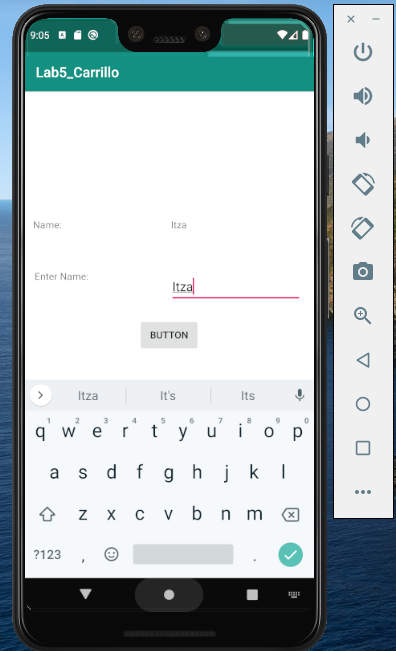 9:05
Lab5_Carrillo
Name: Itza
Enter Name:
Itza
BUTTON
Itza It's Its
1 2 3 4 5 6 7 8 9 0
q w e r t y u i o p
a s d f g h j k l
z x c v b n m
?123 , .